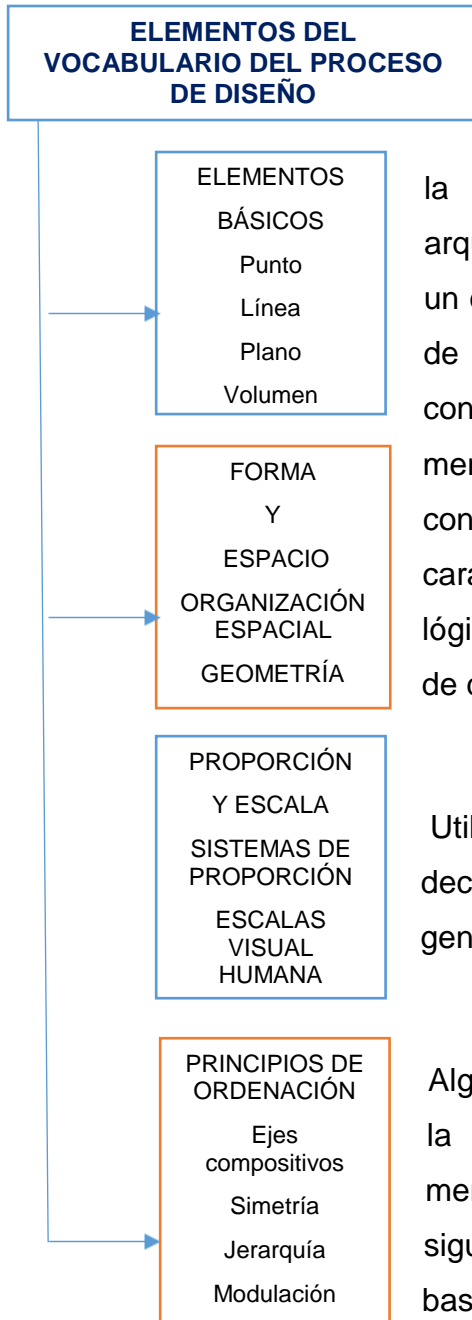 ELEMENTOS DEL
VOCABULARIO DEL PROCESO
DE DISEÑO
ELEMENTOS
BÁSICOS
Punto
Línea
Plano
Volumen
FORMA
Y
ESPACIO
ORGANIZACIÓN
ESPACIAL
GEOMETRÍA
PROPORCIÓN
Y ESCALA
SISTEMAS DE
PROPORCIÓN
ESCALAS
VISUAL
HUMANA
PRINCIPIOS DE
ORDENACIÓN
Ejes
compositivos
Simetría
Jerarquía
Modulación
la
un
de
con
de
la